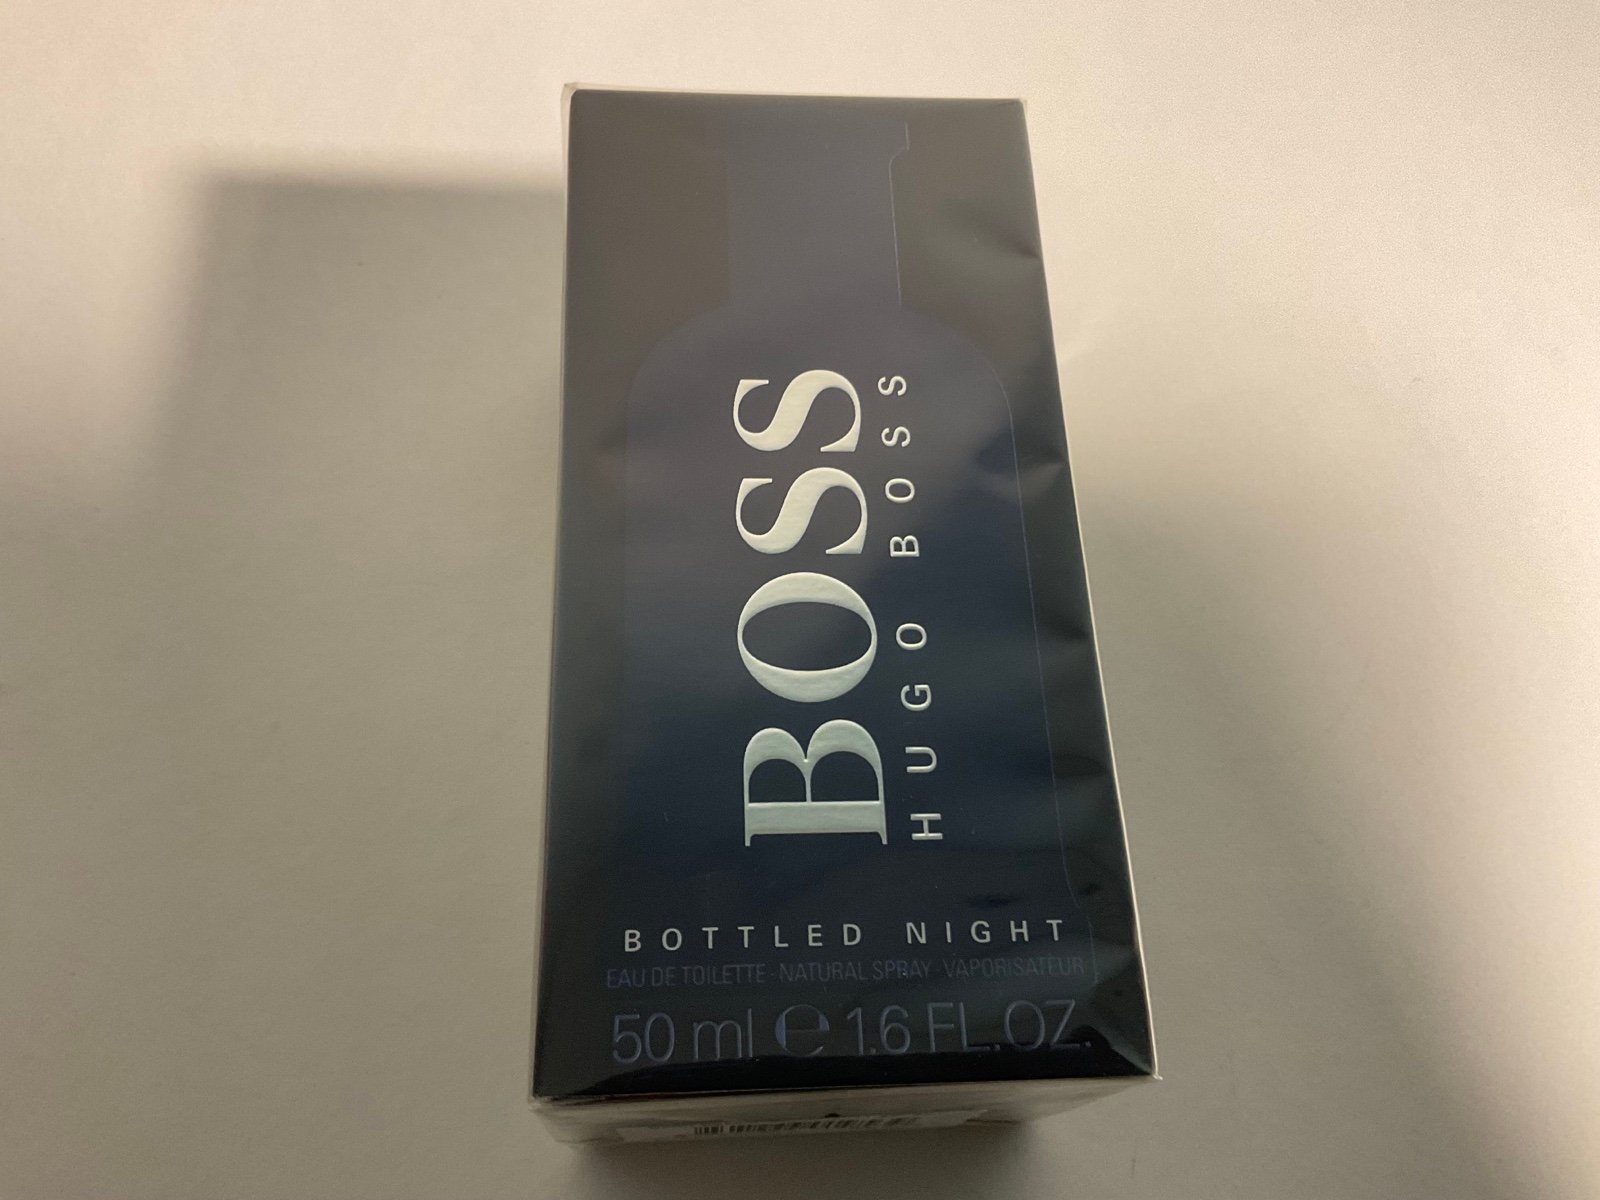 BOSS
HUGO BOSS
BOTTLED NIGHT
EAU DE TOILETTE · NATURAL SPRAY · VAPORISATEUR
50 ml ℮ 1.6 FL.OZ.